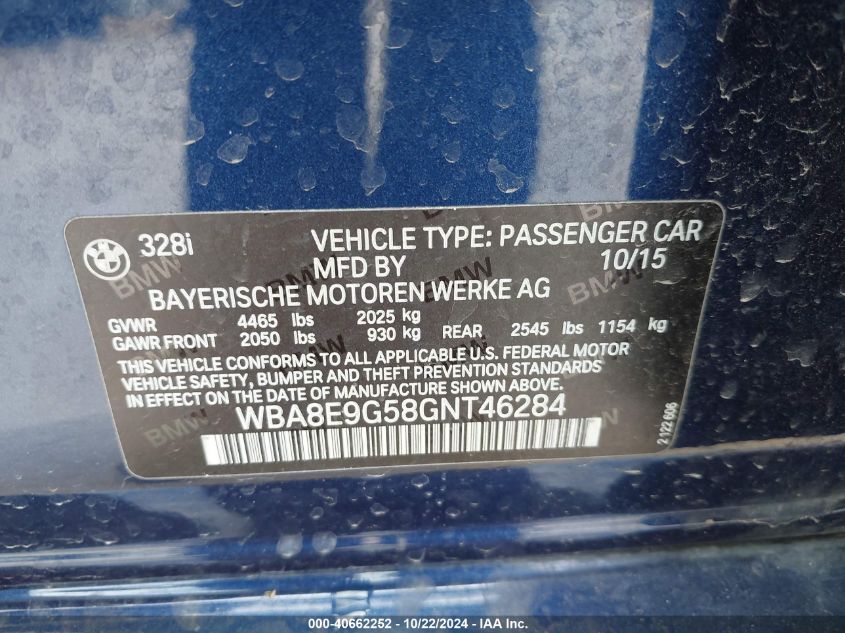 328i VEHICLE TYPE: PASSENGER CAR
MFD BY 10/15
BAYERISCHE MOTOREN WERKE AG
GVWR 4465 lbs 2025 kg
GAWR FRONT 2050 lbs 930 kg REAR 2545 lbs 1154 kg
THIS VEHICLE CONFORMS TO ALL APPLICABLE U.S. FEDERAL MOTOR
VEHICLE SAFETY, BUMPER AND THEFT PREVENTION STANDARDS
IN EFFECT ON THE DATE OF MANUFACTURE SHOWN ABOVE.
WBA8E9G58GNT46284
2 122 606
000-40662252 - 10/22/2024 - IAA Inc.